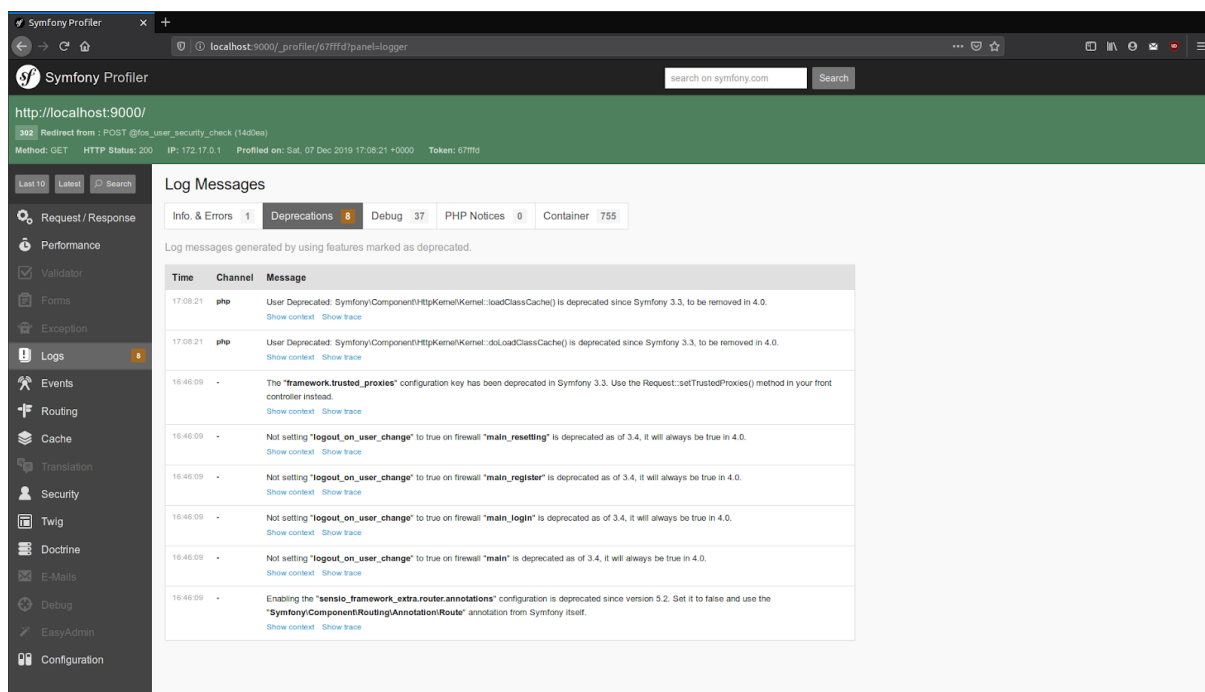 Symfony Profiler
localhost:9000/_profiler/67fffd?panel=logger
sf Symfony Profiler
search on symfony.com Search
http://localhost:9000/
302 Redirect from : POST @fos_user_security_check (14d0ea)
Method: GET HTTP Status: 200 IP: 172.17.0.1 Profiled on: Sat, 07 Dec 2019 17:08:21 +0000 Token: 67fffd
Last 10 Latest Search
Request / Response
Performance
Validator
Forms
Exception
Logs 8
Events
Routing
Cache
Translation
Security
Twig
Doctrine
E-Mails
Debug
EasyAdmin
Configuration
Log Messages
Info. & Errors 1 Deprecations 8 Debug 37 PHP Notices 0 Container 755
Log messages generated by using features marked as deprecated.
Time Channel Message
17:08:21 php User Deprecated: Symfony\Component\HttpKernel\Kernel::loadClassCache() is deprecated since Symfony 3.3, to be removed in 4.0.
Show context Show trace
17:08:21 php User Deprecated: Symfony\Component\HttpKernel\Kernel::doLoadClassCache() is deprecated since Symfony 3.3, to be removed in 4.0.
Show context Show trace
16:46:09 - The "framework.trusted_proxies" configuration key has been deprecated in Symfony 3.3. Use the Request::setTrustedProxies() method in your front
controller instead.
Show context Show trace
16:46:09 - Not setting "logout_on_user_change" to true on firewall "main_resetting" is deprecated as of 3.4, it will always be true in 4.0.
Show context Show trace
16:46:09 - Not setting "logout_on_user_change" to true on firewall "main_register" is deprecated as of 3.4, it will always be true in 4.0.
Show context Show trace
16:46:09 - Not setting "logout_on_user_change" to true on firewall "main_login" is deprecated as of 3.4, it will always be true in 4.0.
Show context Show trace
16:46:09 - Not setting "logout_on_user_change" to true on firewall "main" is deprecated as of 3.4, it will always be true in 4.0.
Show context Show trace
16:46:09 - Enabling the "sensio_framework_extra.router.annotations" configuration is deprecated since version 5.2. Set it to false and use the
"Symfony\Component\Routing\Annotation\Route" annotation from Symfony itself.
Show context Show trace